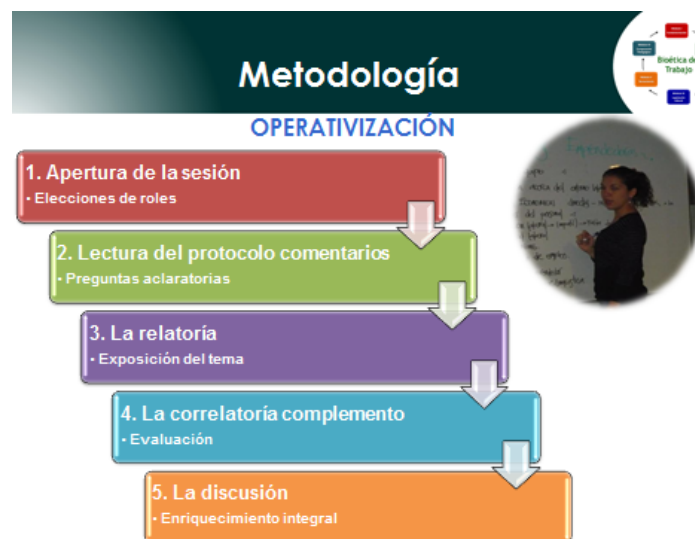 Metodología
Bioética de
Trabajo
OPERATIVIZACIÓN
1. Apertura de la sesión
• Elecciones de roles
2. Lectura del protocolo comentarios
• Preguntas aclaratorias
3. La relatoría
• Exposición del tema
4. La correlatoría complemento
• Evaluación
5. La discusión
• Enriquecimiento integral